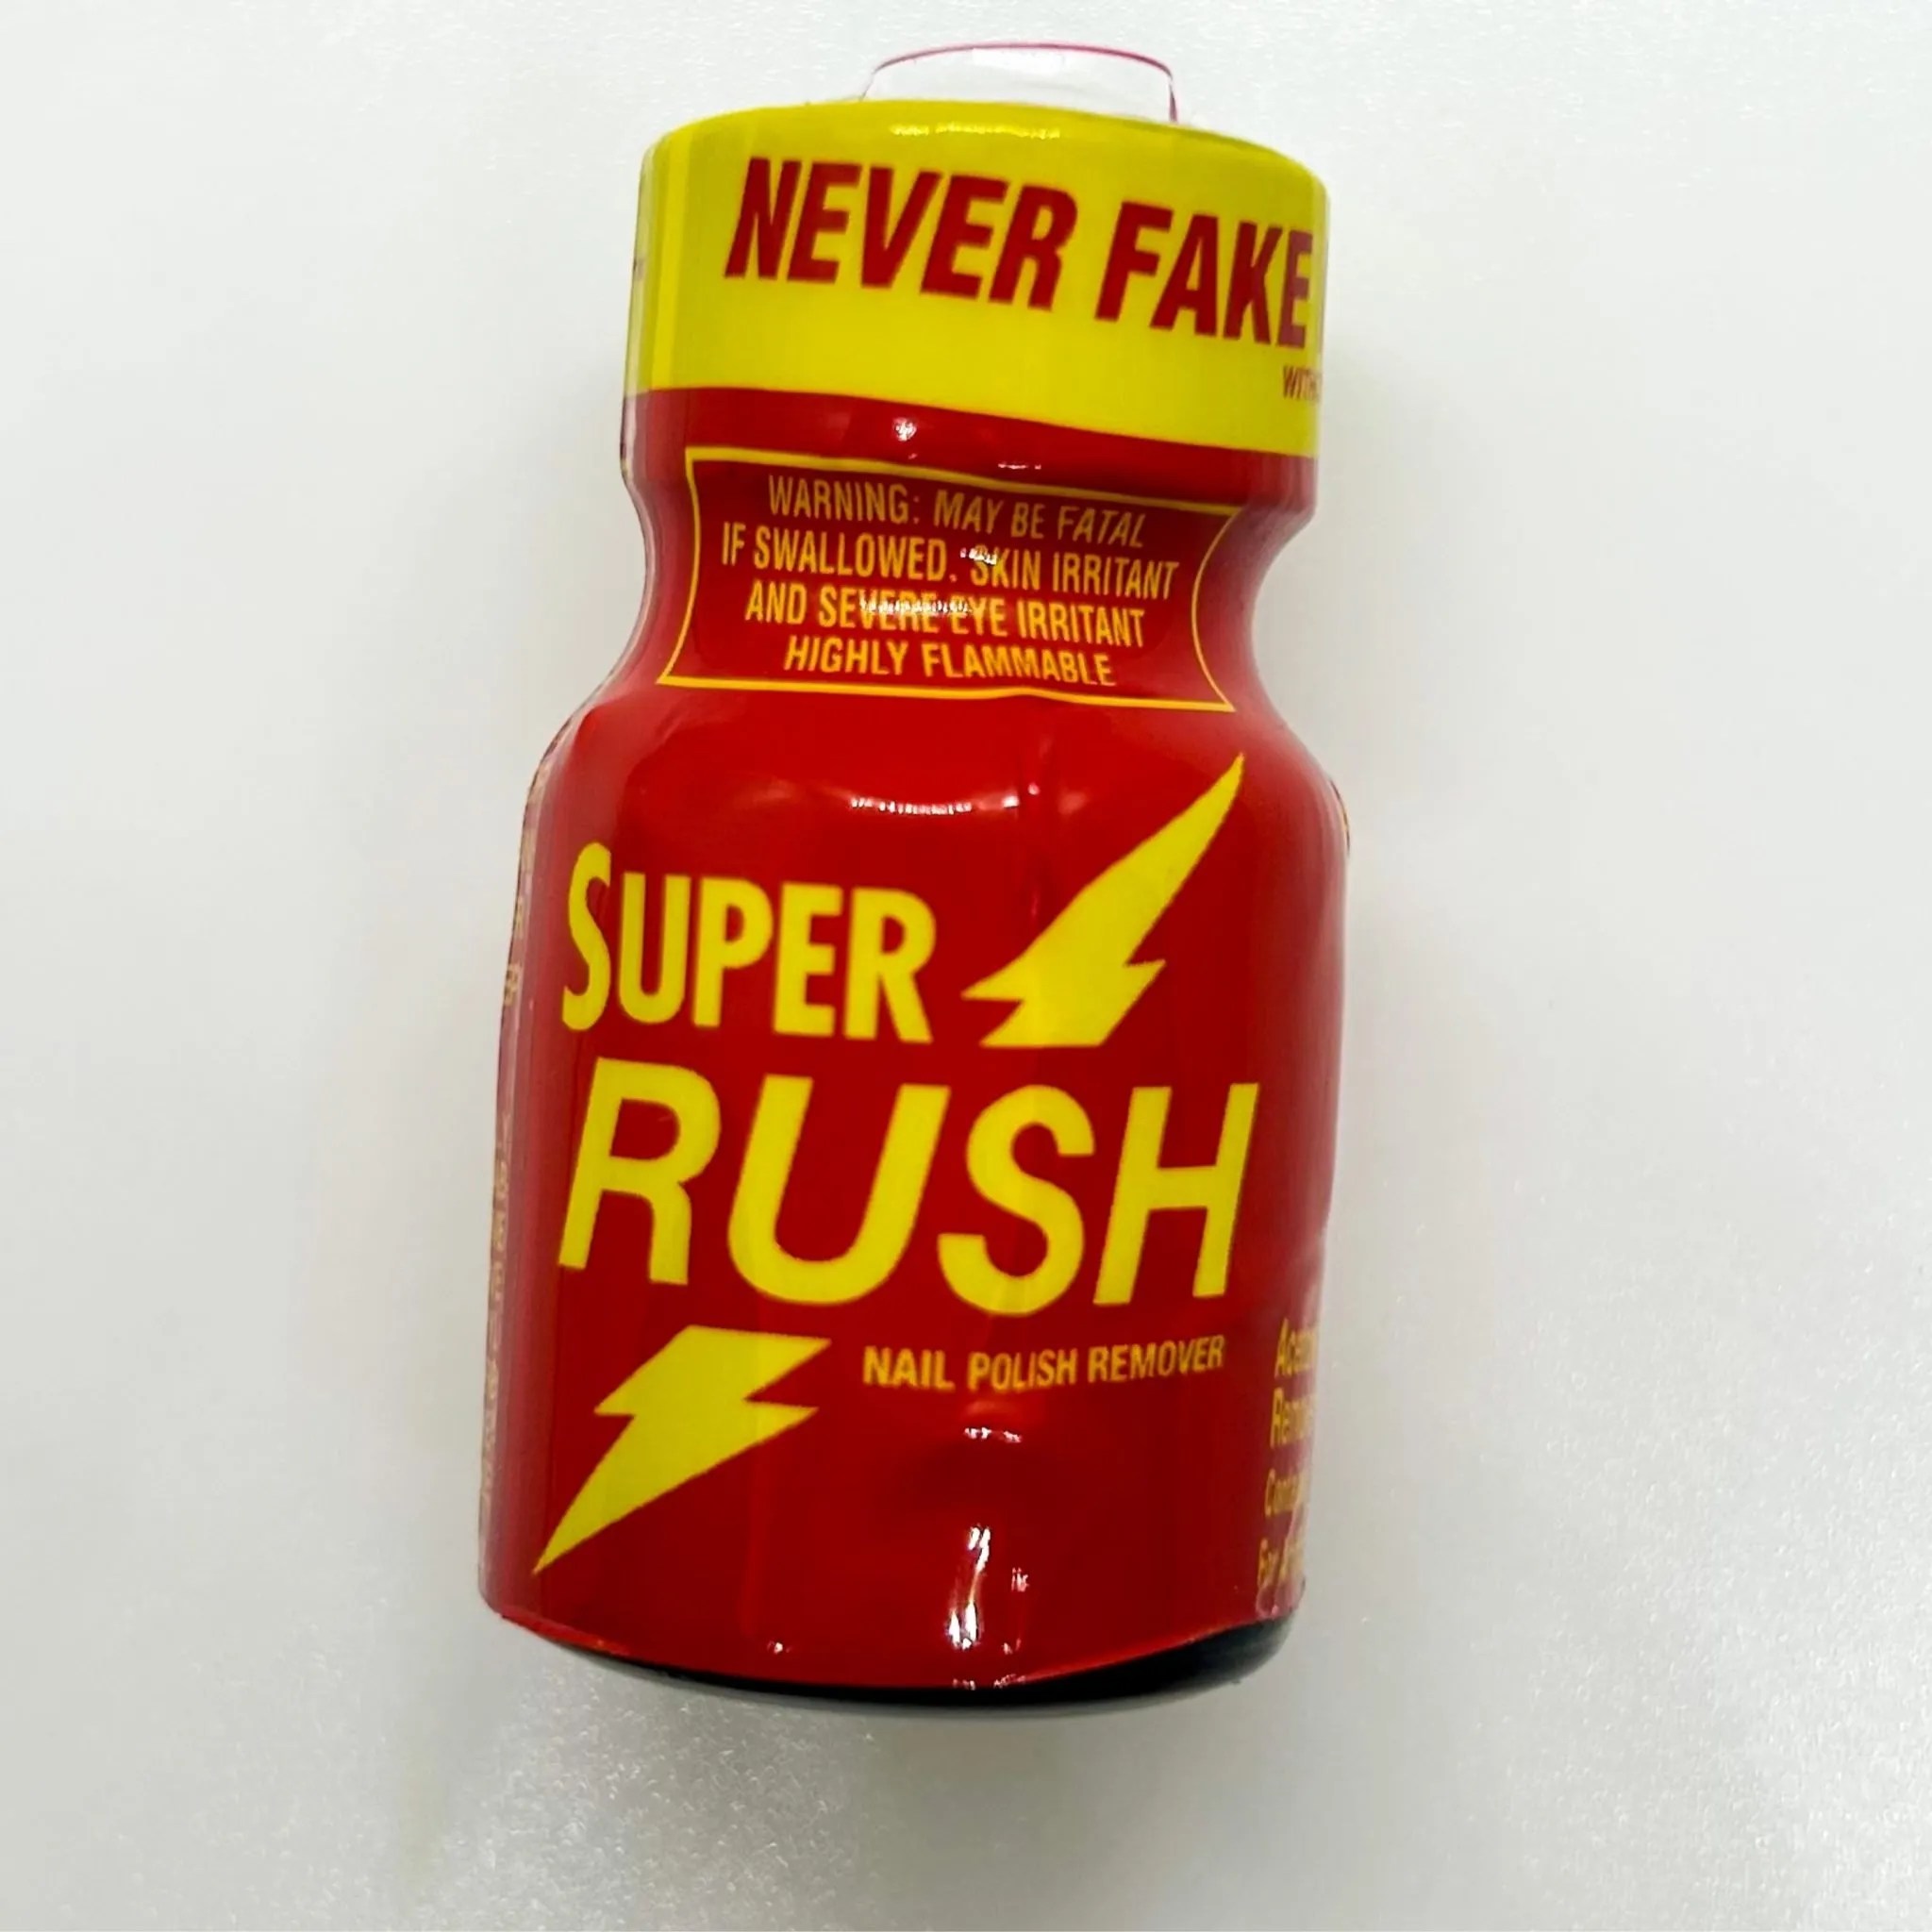 NEVER FAKE
WARNING: MAY BE FATAL
IF SWALLOWED. SKIN IRRITANT
AND SEVERE EYE IRRITANT
HIGHLY FLAMMABLE
SUPER
RUSH
NAIL POLISH REMOVER